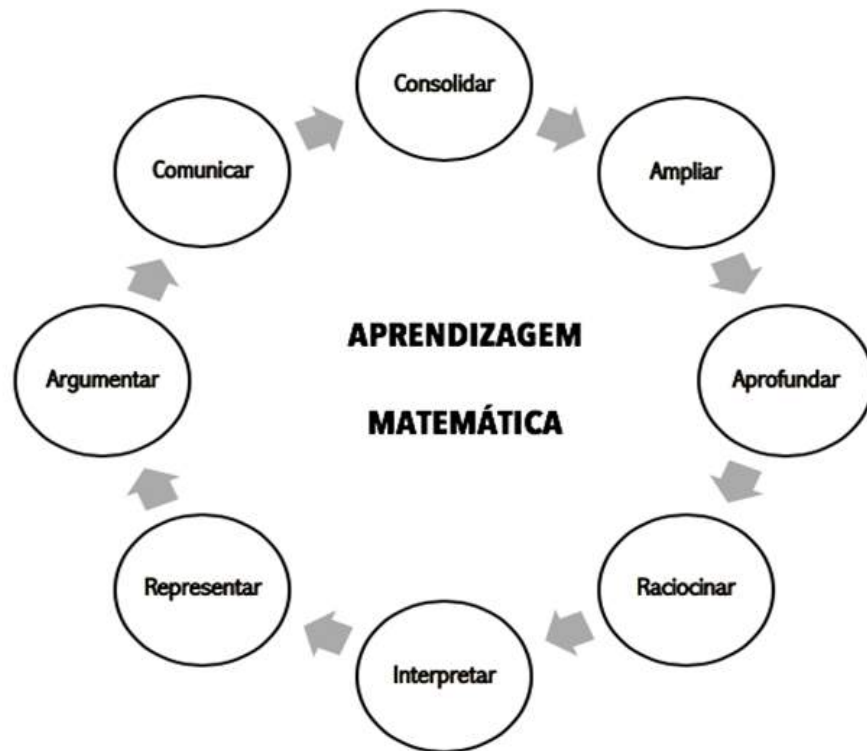 Consolidar
Ampliar
Aprofundar
Raciocinar
Interpretar
Representar
Argumentar
Comunicar
APRENDIZAGEM
MATEMÁTICA